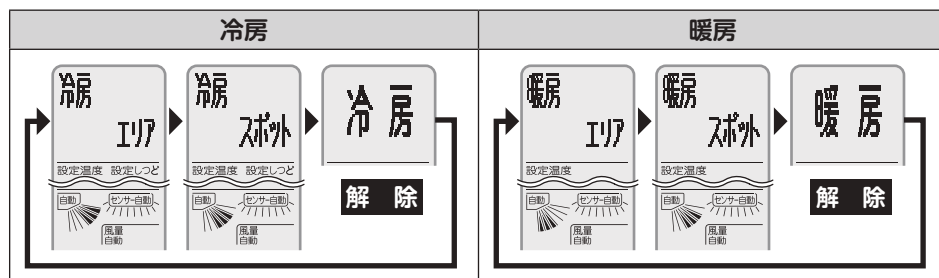 冷房
冷房
エリア
設定温度 設定しつど
自動
センサー自動
風量
自動
冷房
スポット
設定温度 設定しつど
自動
センサー自動
風量
自動
冷房
解除
暖房
暖房
エリア
設定温度
自動
センサー自動
風量
自動
暖房
スポット
設定温度
自動
センサー自動
風量
自動
暖房
解除